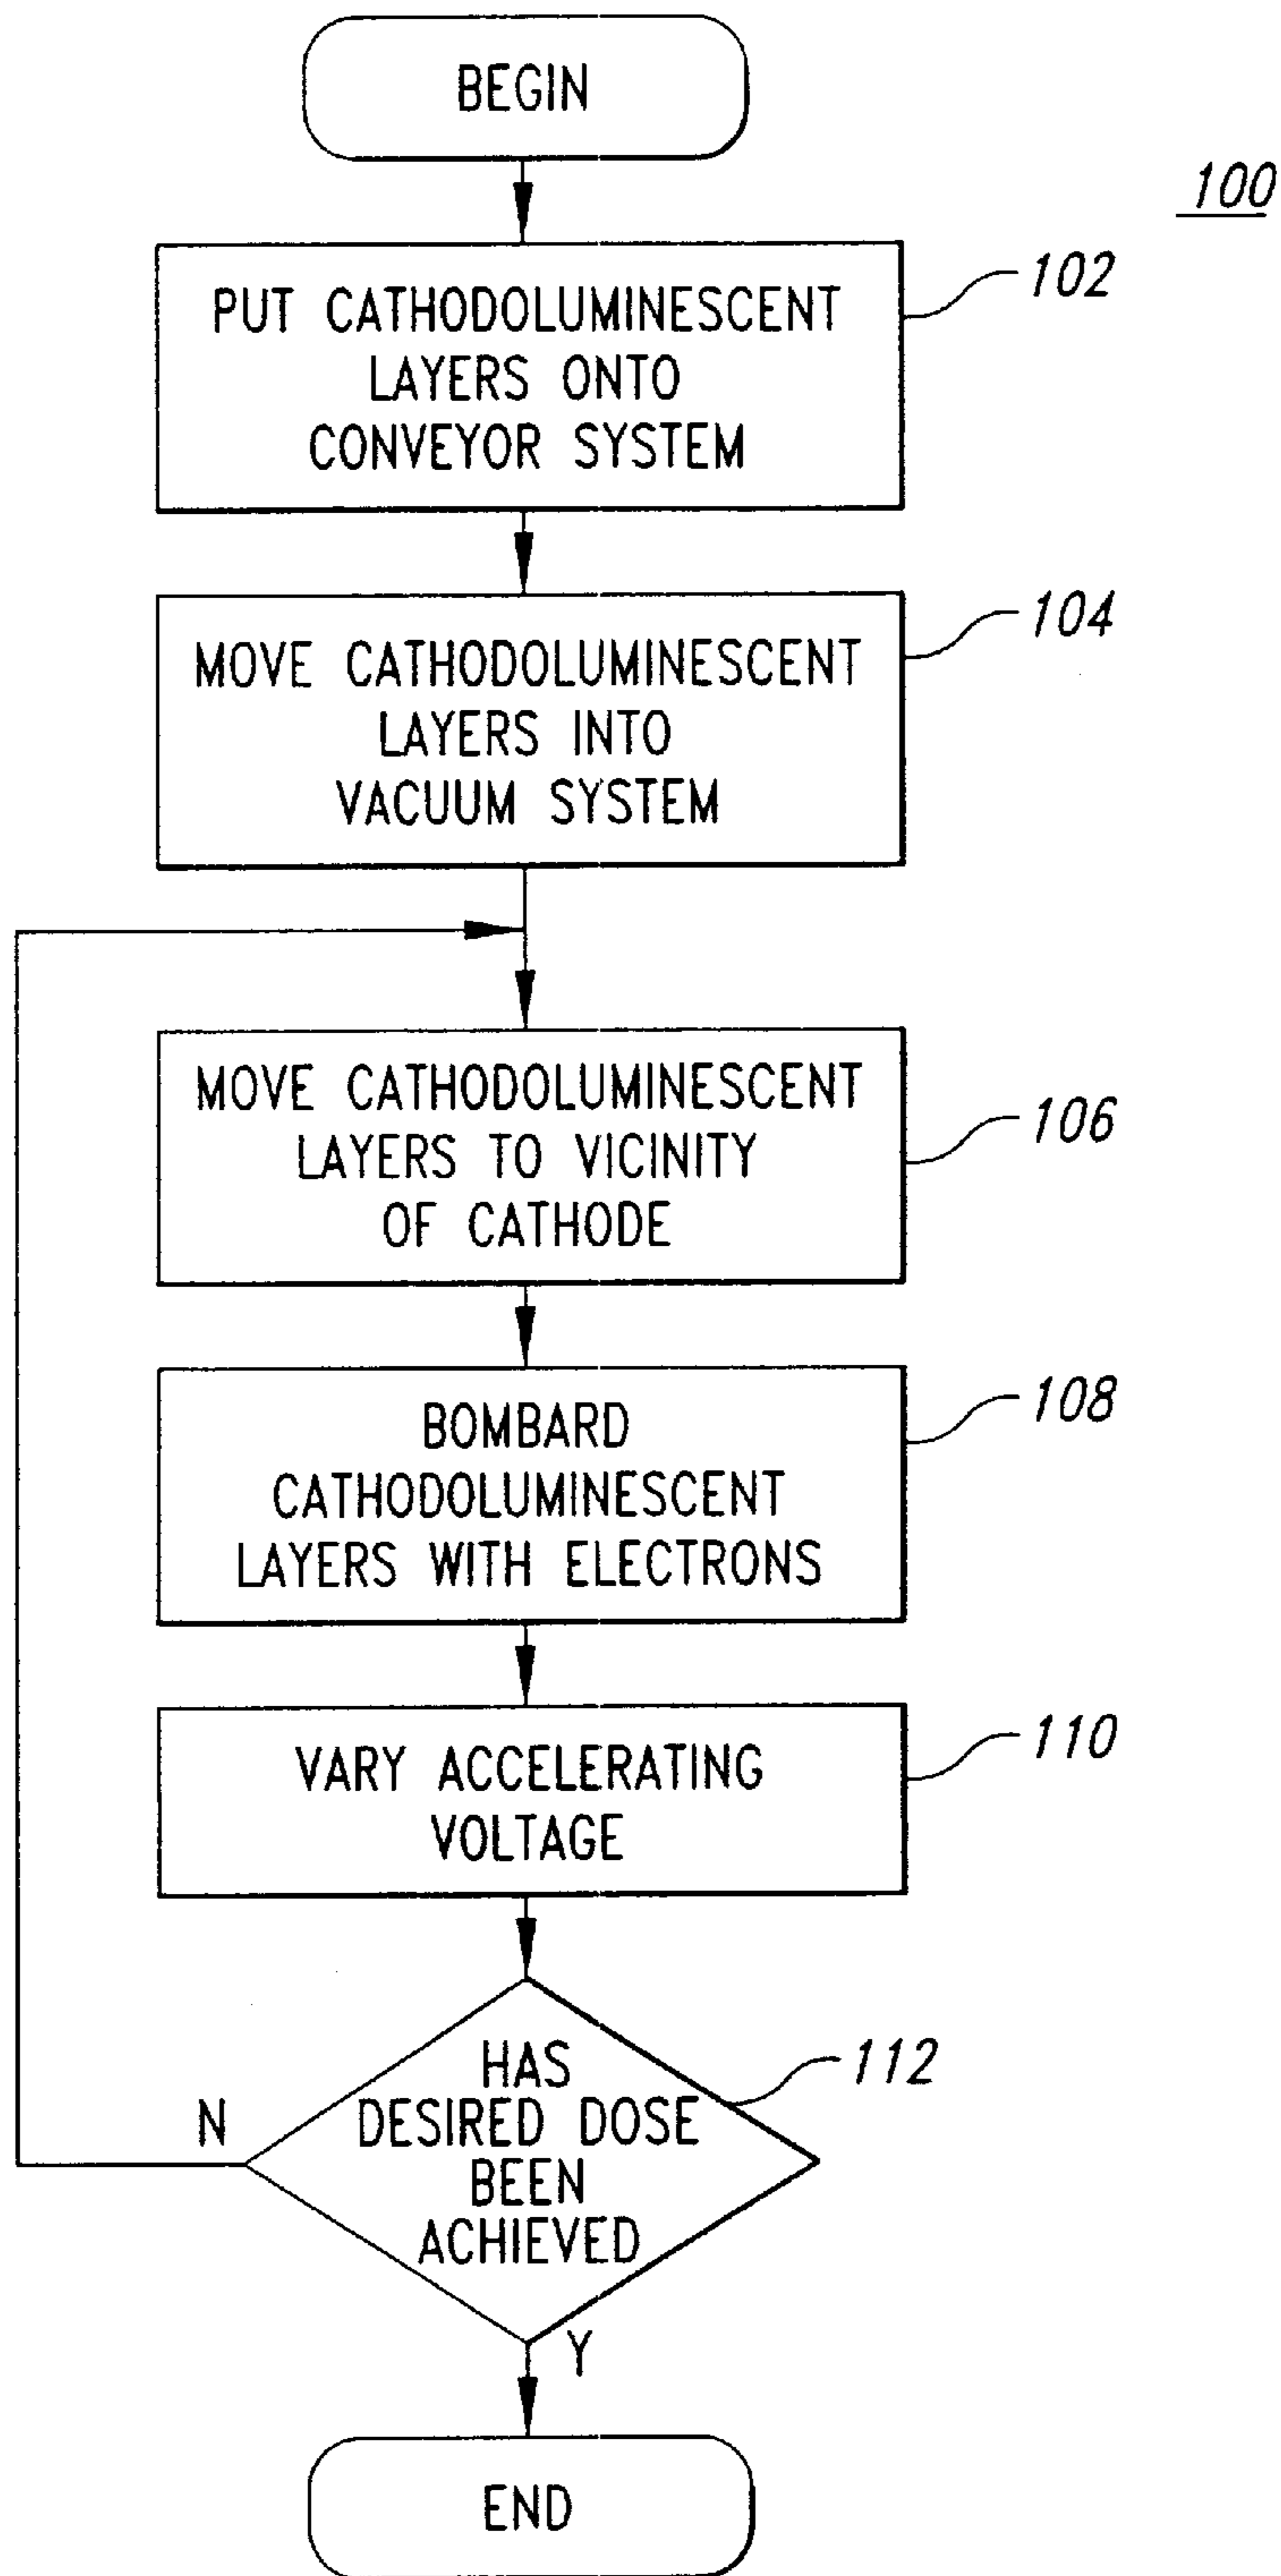 BEGIN
100
PUT CATHODOLUMINESCENT
LAYERS ONTO
CONVEYOR SYSTEM
102
MOVE CATHODOLUMINESCENT
LAYERS INTO
VACUUM SYSTEM
104
MOVE CATHODOLUMINESCENT
LAYERS TO VICINITY
OF CATHODE
106
BOMBARD
CATHODOLUMINESCENT
LAYERS WITH ELECTRONS
108
VARY ACCELERATING
VOLTAGE
110
HAS
DESIRED DOSE
BEEN
ACHIEVED
112
N
Y
END